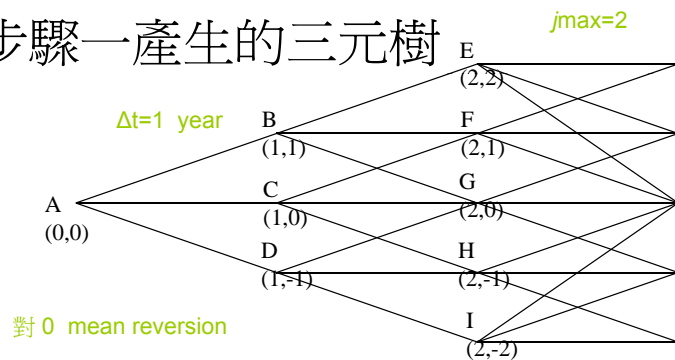 步驟一產生的三元樹
jmax=2
Δt=1 year
E
(2,2)
B
(1,1)
F
(2,1)
A
(0,0)
C
(1,0)
G
(2,0)
D
(1,-1)
H
(2,-1)
I
(2,-2)
對 0 mean reversion